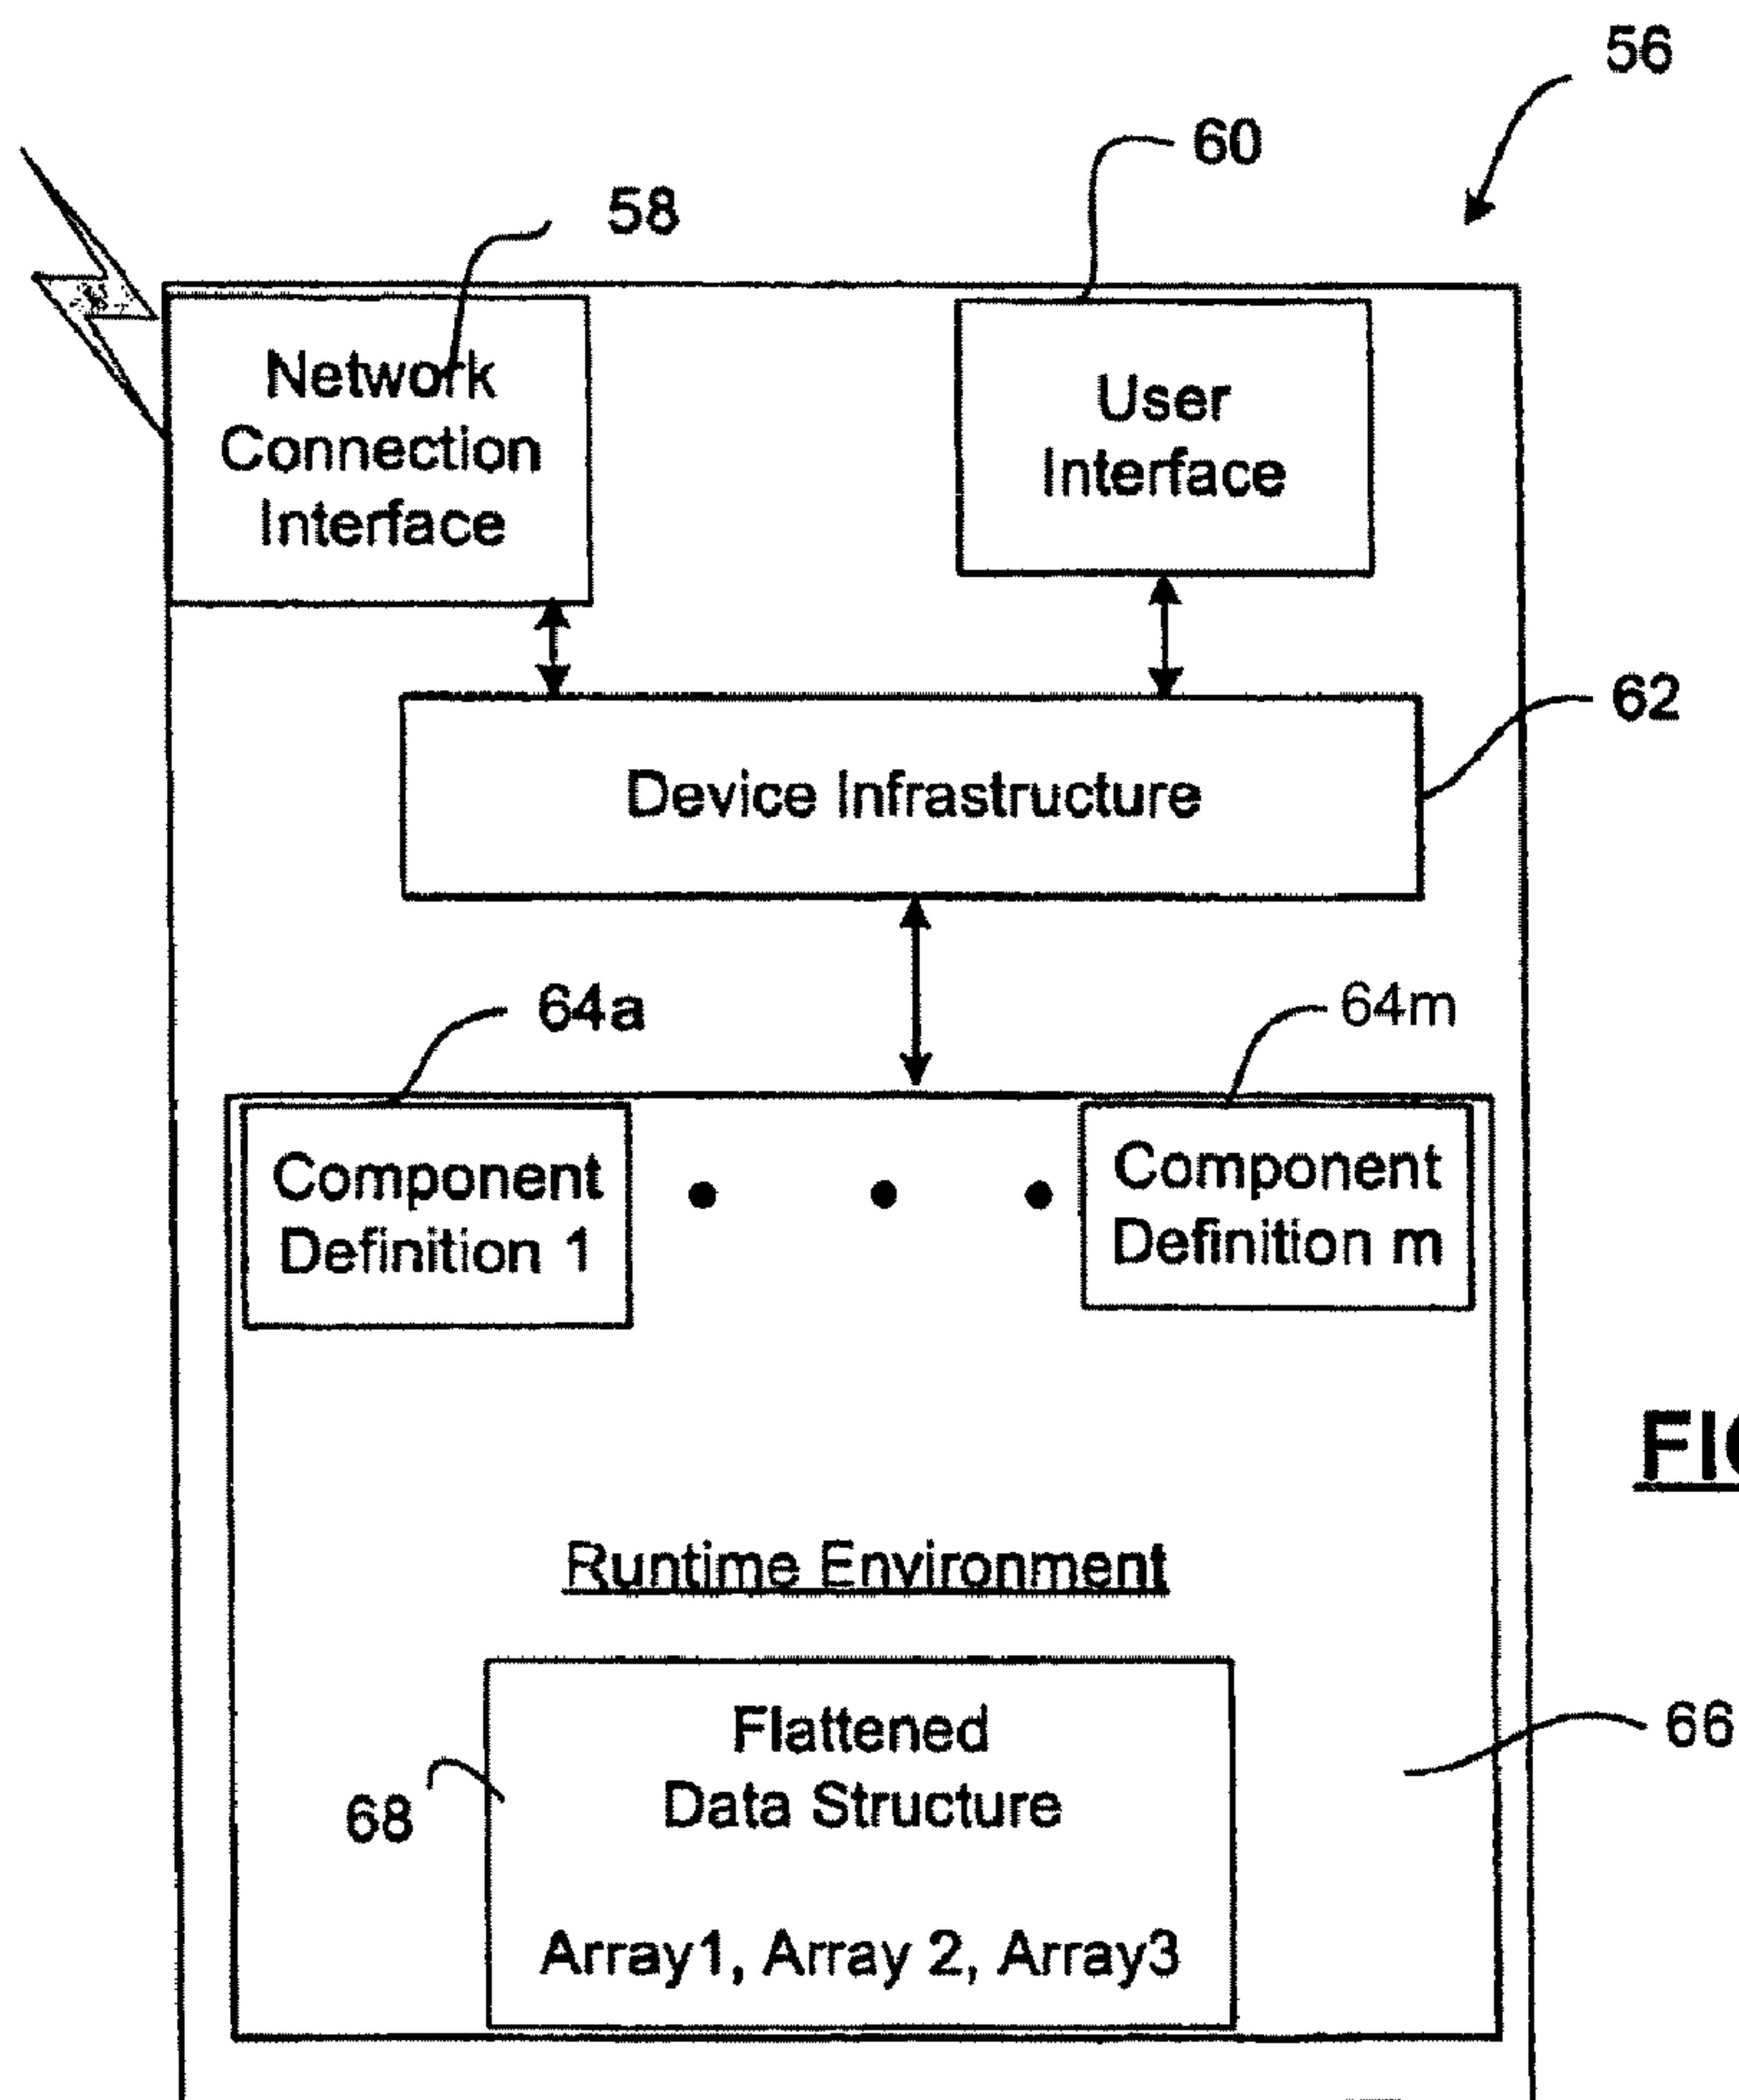 56
60
58
Network
Connection
Interface
User
Interface
62
Device Infrastructure
64a
64m
Component
Definition 1
Component
Definition m
Runtime Environment
Flattened
Data Structure
66
68
Array1, Array 2, Array3